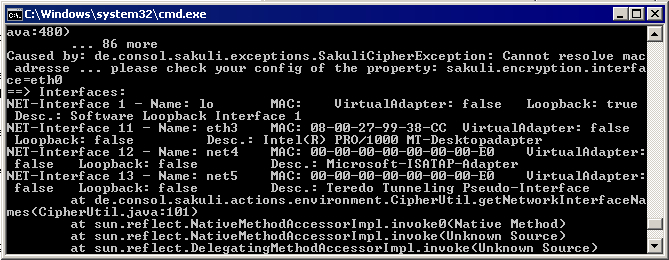 C:\Windows\system32\cmd.exe
ava:480)
... 86 more
Caused by: de.consol.sakuli.exceptions.SakuliCipherException: Cannot resolve mac
adresse ... please check your config of the property: sakuli.encryption.interfa
ce=eth0
==> Interfaces:
NET-Interface 1 - Name: lo MAC: VirtualAdapter: false Loopback: true
Desc.: Software Loopback Interface 1
NET-Interface 11 - Name: eth3 MAC: 08-00-27-99-38-CC VirtualAdapter: false
Loopback: false Desc.: Intel(R) PRO/1000 MT-Desktopadapter
NET-Interface 12 - Name: net4 MAC: 00-00-00-00-00-00-00-E0 VirtualAdapter:
false Loopback: false Desc.: Microsoft-ISATAP-Adapter
NET-Interface 13 - Name: net5 MAC: 00-00-00-00-00-00-00-E0 VirtualAdapter:
false Loopback: false Desc.: Teredo Tunneling Pseudo-Interface
at de.consol.sakuli.actions.environment.CipherUtil.getNetworkInterfaceNa
mes(CipherUtil.java:101)
at sun.reflect.NativeMethodAccessorImpl.invoke0(Native Method)
at sun.reflect.NativeMethodAccessorImpl.invoke(Unknown Source)
at sun.reflect.DelegatingMethodAccessorImpl.invoke(Unknown Source)